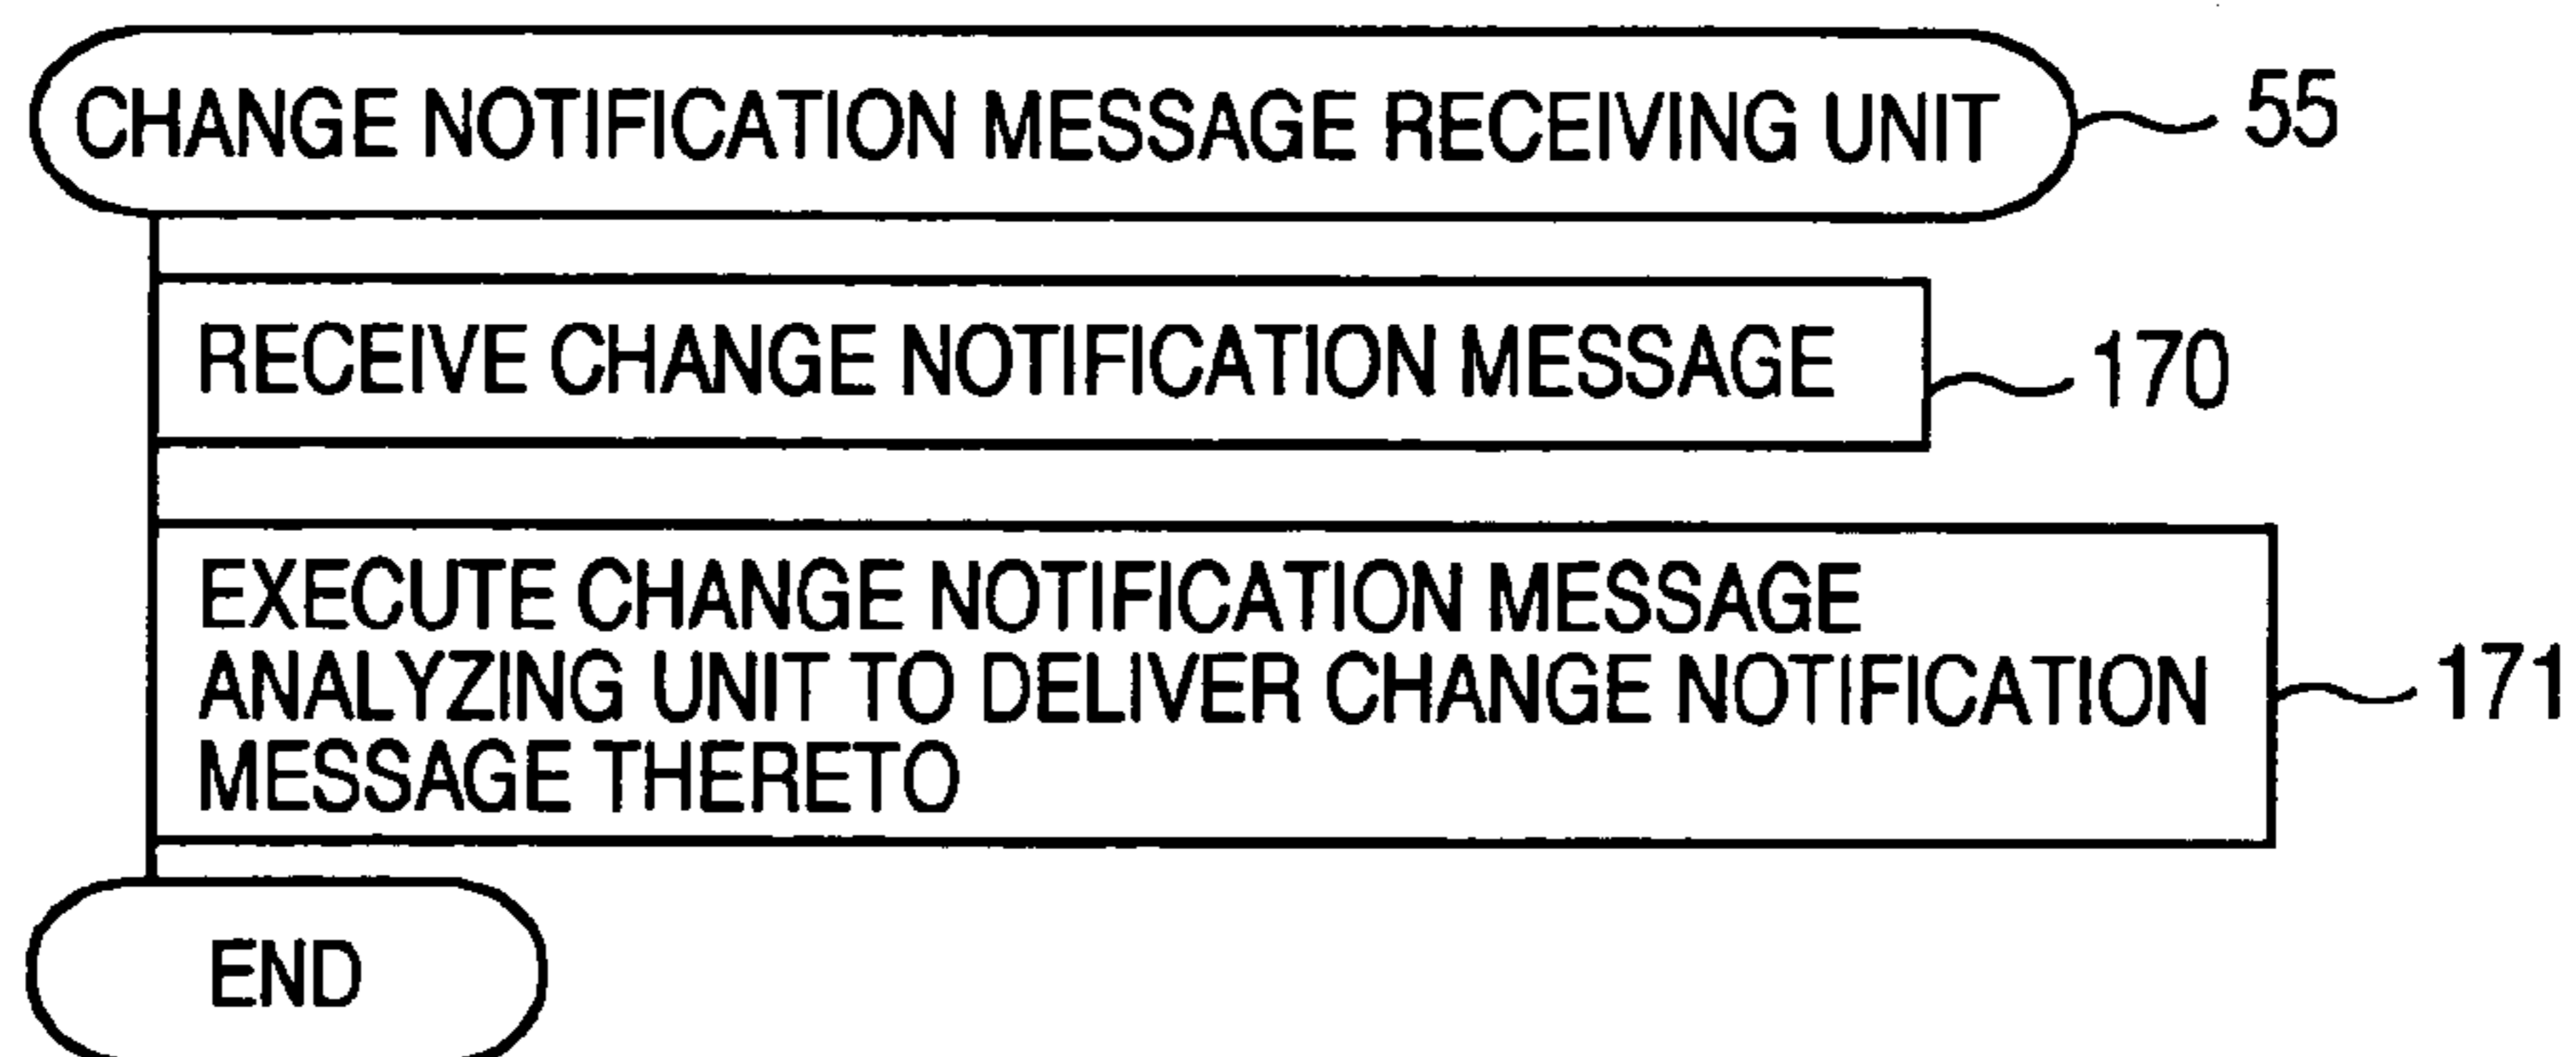 CHANGE NOTIFICATION MESSAGE RECEIVING UNIT 55
RECEIVE CHANGE NOTIFICATION MESSAGE 170
EXECUTE CHANGE NOTIFICATION MESSAGE
ANALYZING UNIT TO DELIVER CHANGE NOTIFICATION 171
MESSAGE THERETO
END